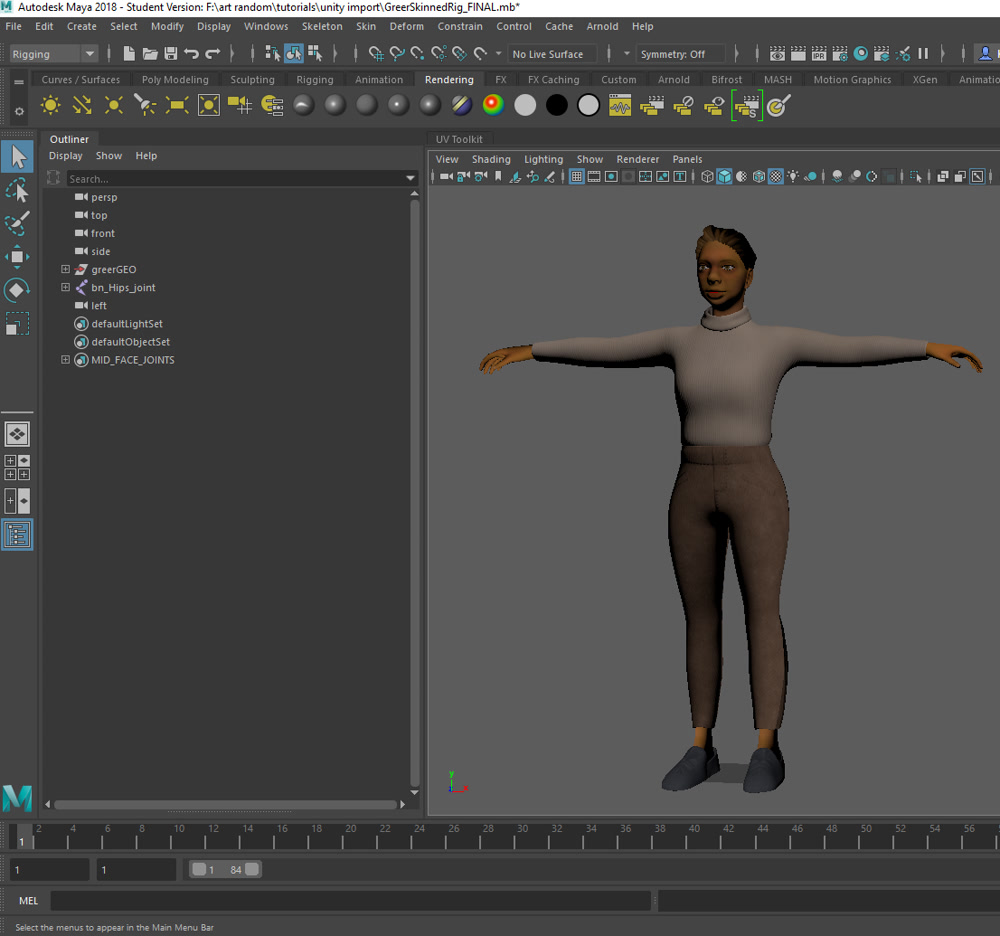 Autodesk Maya 2018 - Student Version: F:\art random\tutorials\unity import\GreerSkinnedRig_FINAL.mb*
File Edit Create Select Modify Display Windows Skeleton Skin Deform Constrain Control Cache Arnold Help
Rigging No Live Surface Symmetry: Off IPR
Curves / Surfaces Poly Modeling Sculpting Rigging Animation Rendering FX FX Caching Custom Arnold Bifrost MASH Motion Graphics XGen Animatio
S
Outliner UV Toolkit
Display Show Help View Shading Lighting Show Renderer Panels
Search...
persp
top
front
side
greerGEO
bn_Hips_joint
left
defaultLightSet
defaultObjectSet
MID_FACE_JOINTS
y
M
2 4 6 8 10 12 14 16 18 20 22 24 26 28 30 32 34 36 38 40 42 44 46 48 50 52 54 56
1
1 1 1 84
MEL
Select the menus to appear in the Main Menu Bar